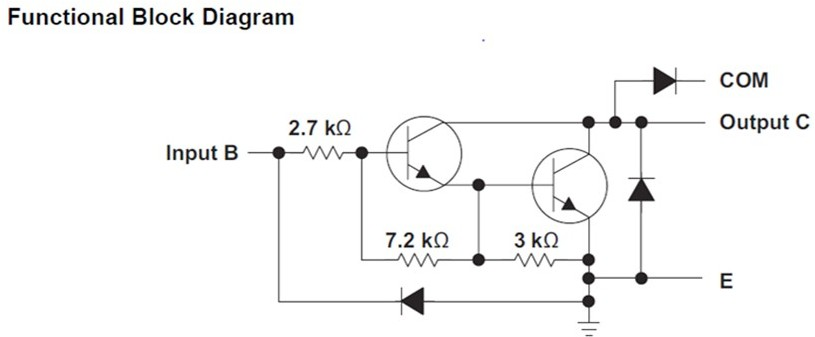 Functional Block Diagram
COM
Output C
2.7 kΩ
Input B
7.2 kΩ
3 kΩ
E